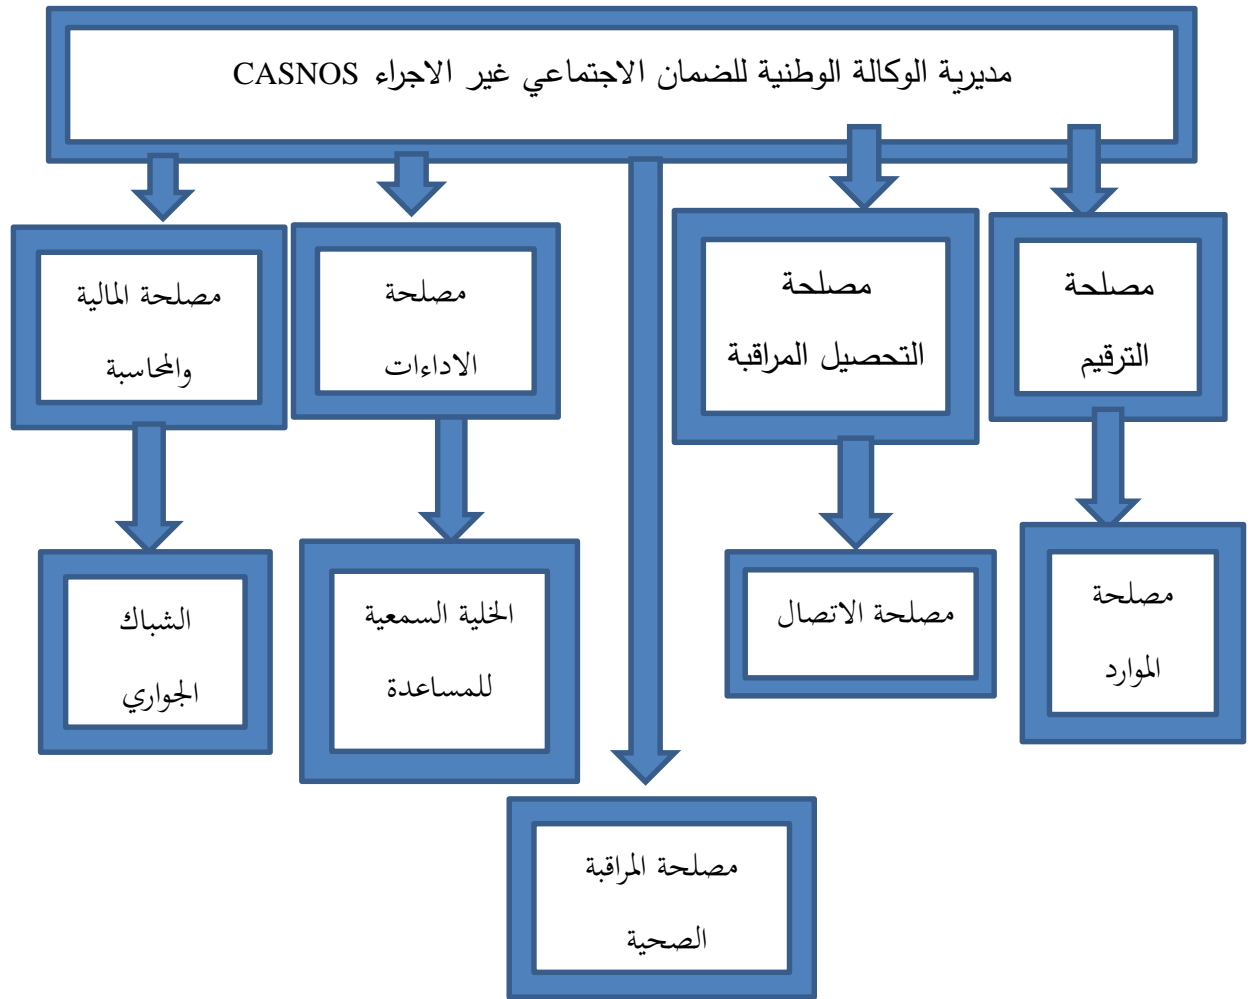 مديرية الوكالة الوطنية للضمان الاجتماعي غير الاجراء CASNOS
مصلحة
الترقيم
مصلحة
التحصيل المراقبة
مصلحة
الاداءات
مصلحة المالية
والمحاسبة
مصلحة
الموارد
مصلحة الاتصال
الخلية السمعية
للمساعدة
الشباك
الجواري
مصلحة المراقبة
الصحية